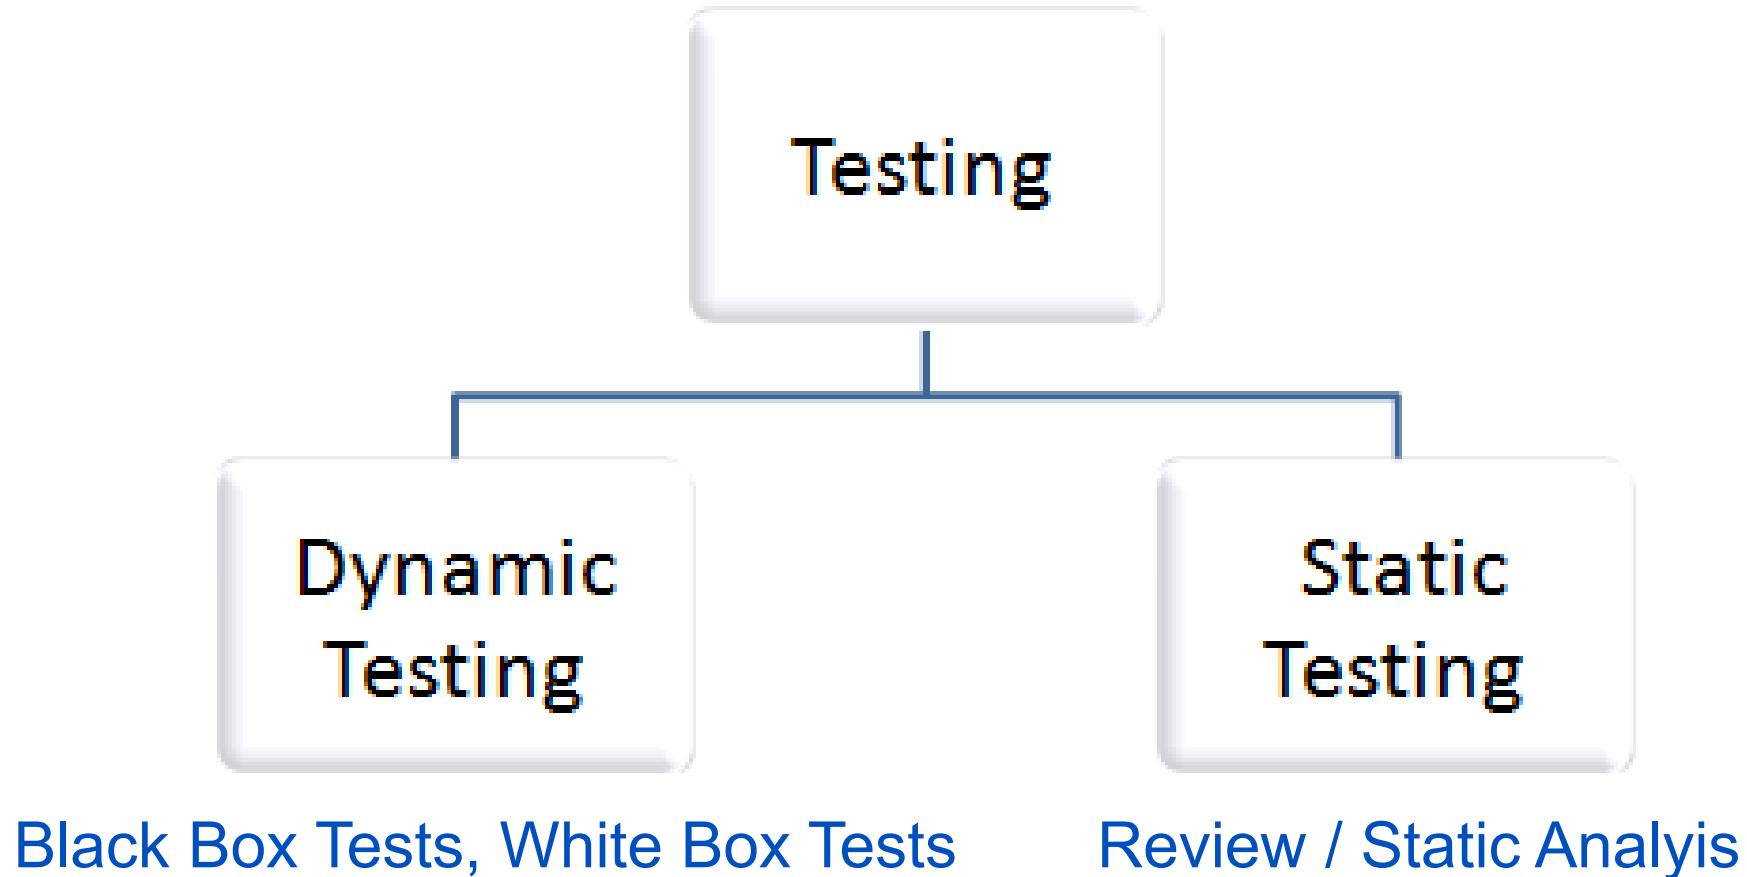 Testing
Dynamic
Testing
Static
Testing
Black Box Tests, White Box Tests
Review / Static Analyis